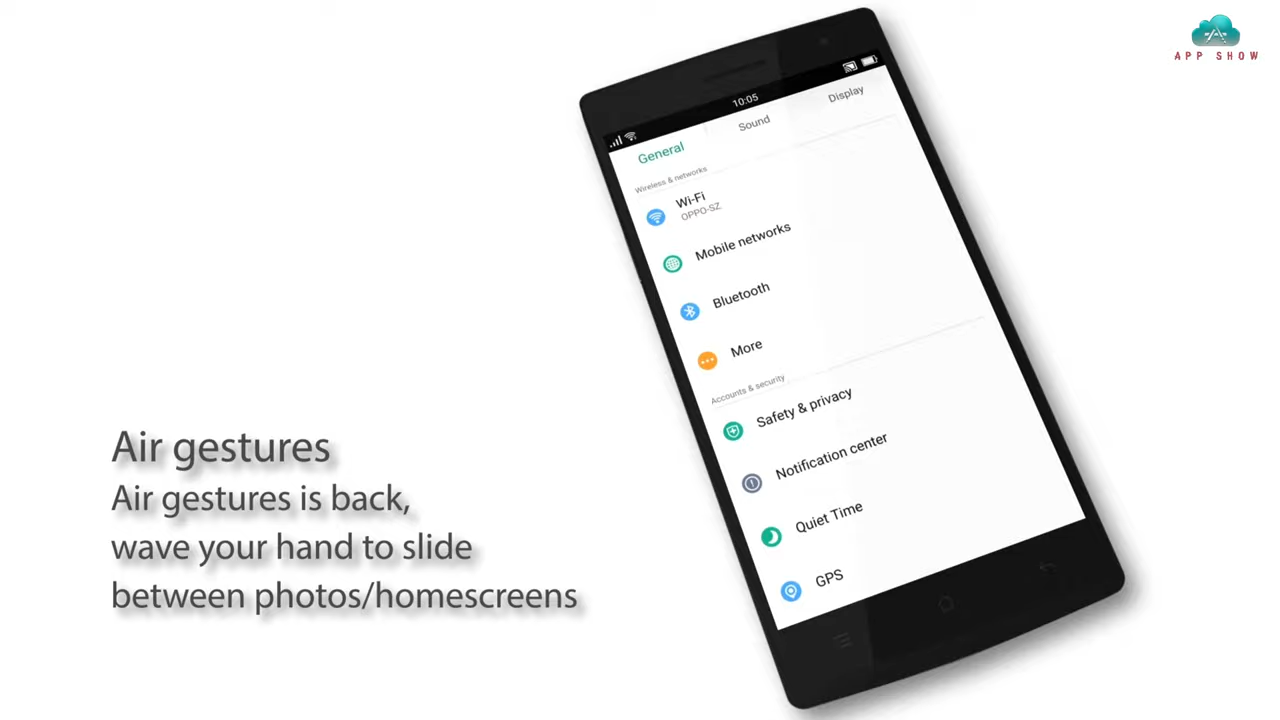 APP SHOW
10:05
General
Sound
Display
Wireless & networks
Wi-Fi
OPPO-SZ
Mobile networks
Bluetooth
More
Accounts & security
Safety & privacy
Notification center
Quiet Time
GPS
Air gestures
Air gestures is back,
wave your hand to slide
between photos/homescreens